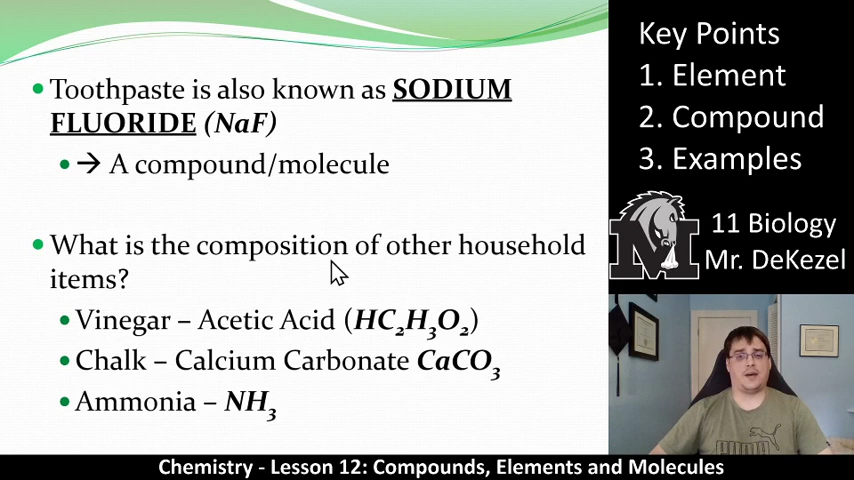 Toothpaste is also known as SODIUM
FLUORIDE (NaF)
→ A compound/molecule
What is the composition of other household
items?
Vinegar – Acetic Acid (HC₂H₃O₂)
Chalk – Calcium Carbonate CaCO₃
Ammonia – NH₃
Key Points
1. Element
2. Compound
3. Examples
M
11 Biology
Mr. DeKezel
PUMA
Chemistry - Lesson 12: Compounds, Elements and Molecules